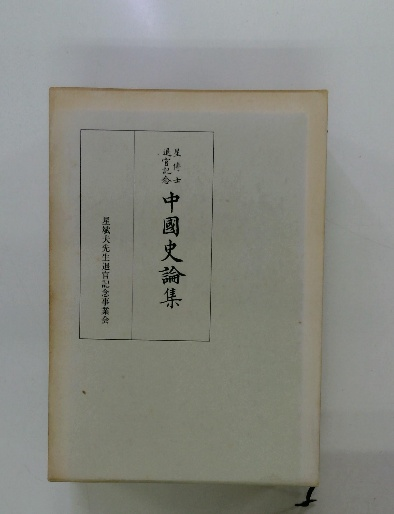 星博士
退官記念
中國史論集
星斌夫先生退官記念事業会